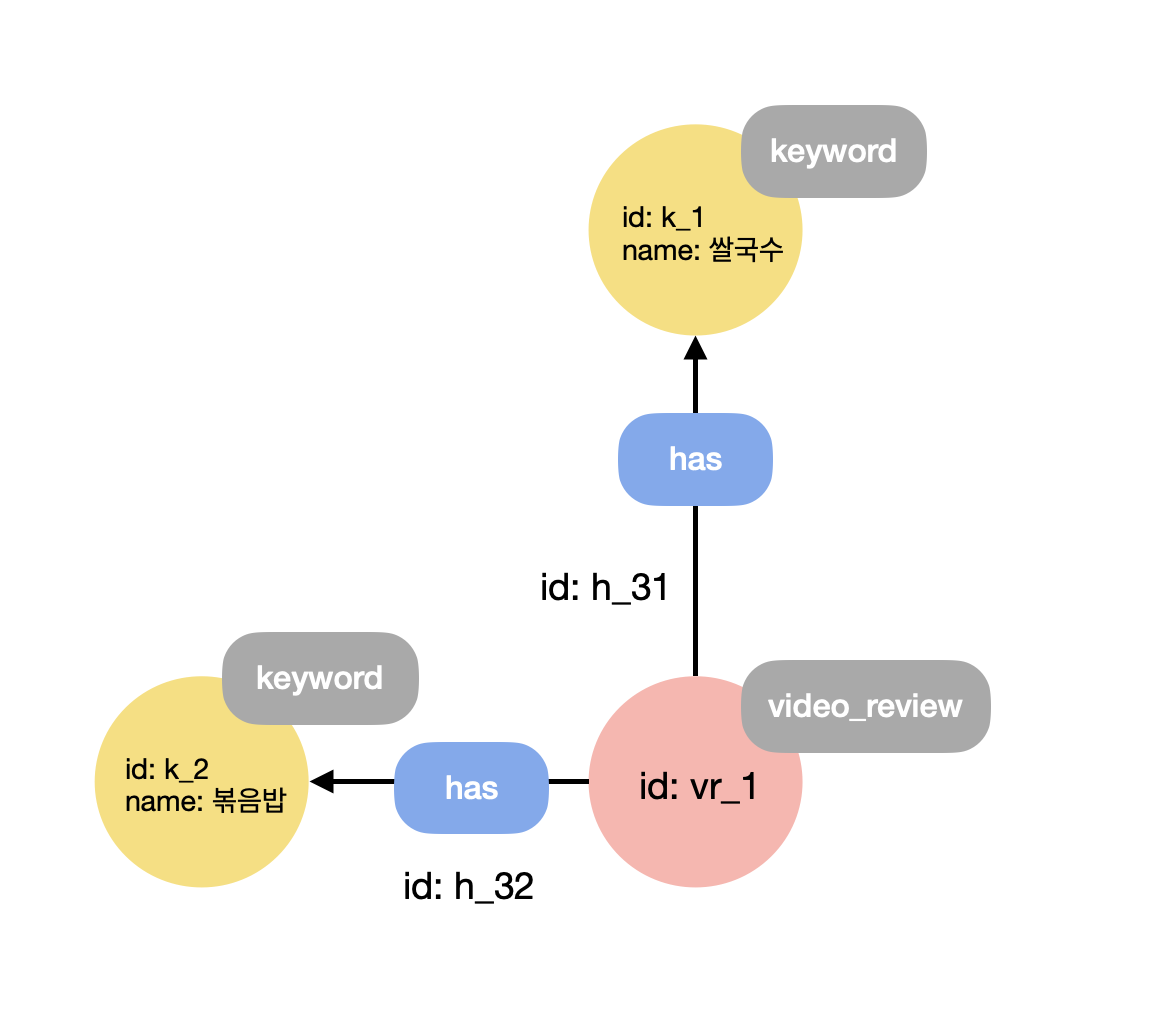 keyword
id: k_1
name: 쌀국수
has
id: h_31
keyword
id: k_2
name: 볶음밥
has
id: h_32
video_review
id: vr_1